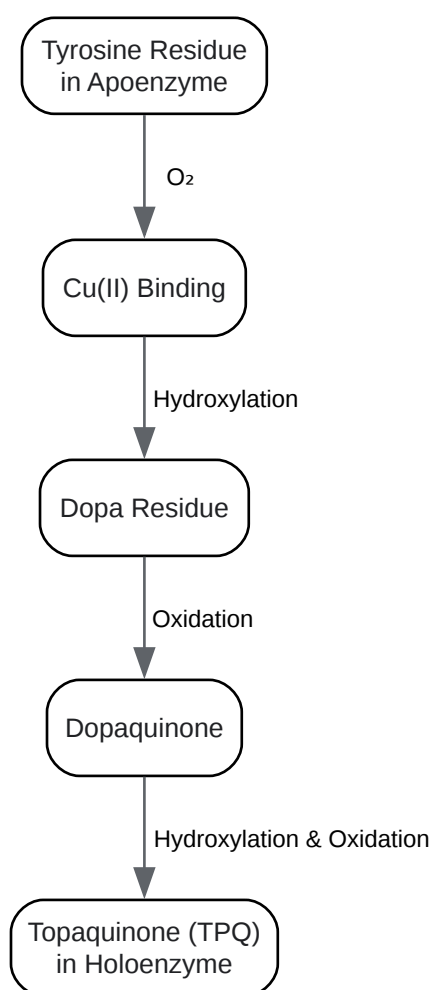 Tyrosine Residue
in Apoenzyme
O₂
Cu(II) Binding
Hydroxylation
Dopa Residue
Oxidation
Dopaquinone
Hydroxylation & Oxidation
Topaquinone (TPQ)
in Holoenzyme